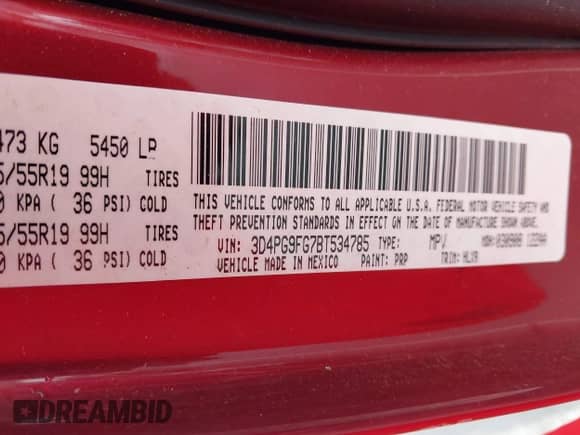 473 KG 5450 LB
5/55R19 99H TIRES
0 KPA ( 36 PSI) COLD
5/55R19 99H TIRES
0 KPA ( 36 PSI) COLD
THIS VEHICLE CONFORMS TO ALL APPLICABLE U.S.A. FEDERAL MOTOR VEHICLE SAFETY AND
THEFT PREVENTION STANDARDS IN EFFECT ON THE DATE OF MANUFACTURE SHOWN ABOVE.
VIN: 3D4PG9FG7BT534785 TYPE: MPV MDH:
VEHICLE MADE IN MEXICO PAINT: PRP TRIM: HLX9
DREAMBID